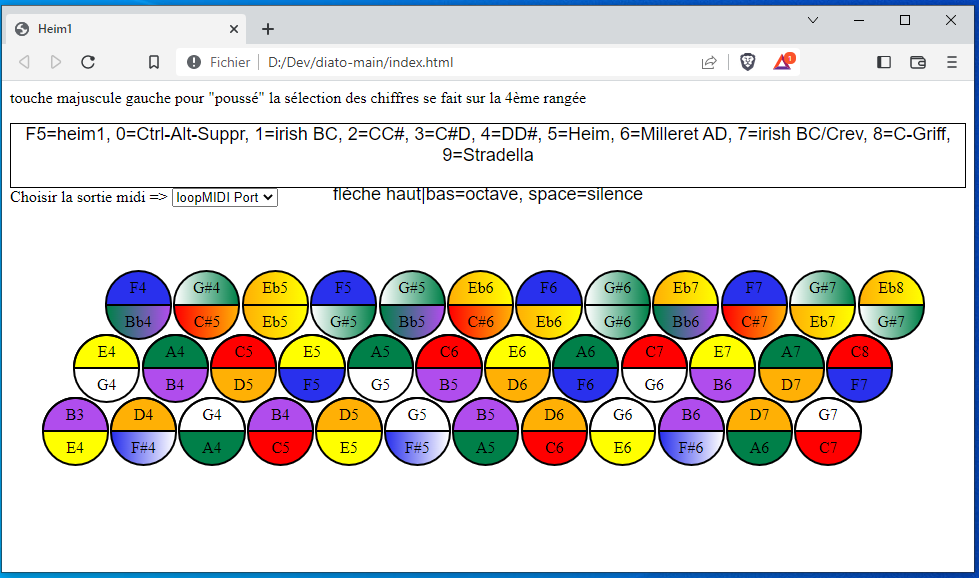 Heim1
Fichier D:/Dev/diato-main/index.html
1
touche majuscule gauche pour "poussé" la sélection des chiffres se fait sur la 4ème rangée
F5=heim1, 0=Ctrl-Alt-Suppr, 1=irish BC, 2=CC#, 3=C#D, 4=DD#, 5=Heim, 6=Milleret AD, 7=irish BC/Crev, 8=C-Griff,
9=Stradella
Choisir la sortie midi => loopMIDI Port flèche haut|bas=octave, space=silence
F4 G#4 Eb5 F5 G#5 Eb6 F6 G#6 Eb7 F7 G#7 Eb8
Bb4 C#5 Eb5 G#5 Bb5 C#6 Eb6 G#6 Bb6 C#7 Eb7 G#7
E4 A4 C5 E5 A5 C6 E6 A6 C7 E7 A7 C8
G4 B4 D5 F5 G5 B5 D6 F6 G6 B6 D7 F7
B3 D4 G4 B4 D5 G5 B5 D6 G6 B6 D7 G7
E4 F#4 A4 C5 E5 F#5 A5 C6 E6 F#6 A6 C7